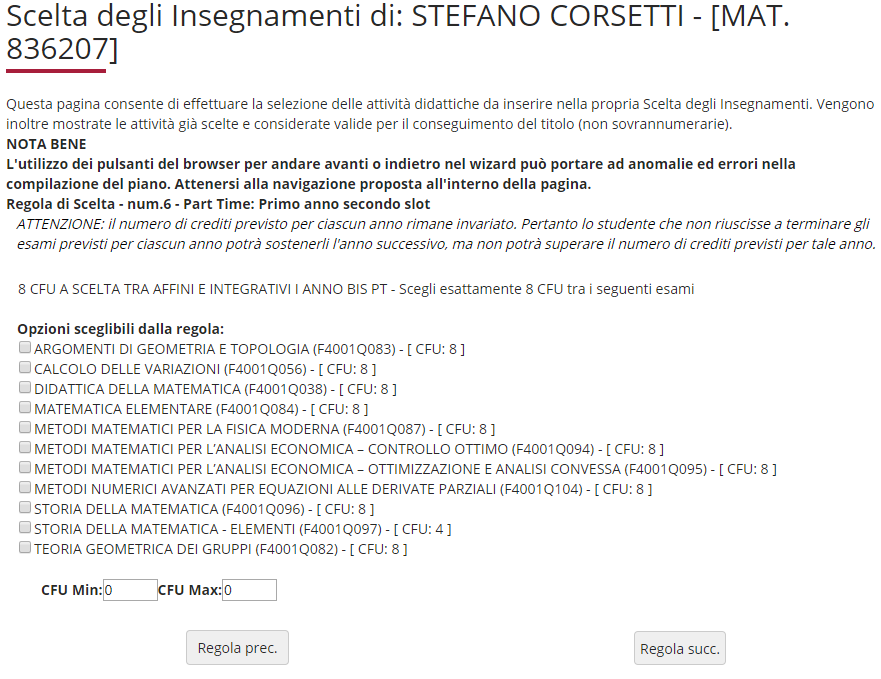 Scelta degli Insegnamenti di: STEFANO CORSETTI - [MAT.
836207]
Questa pagina consente di effettuare la selezione delle attività didattiche da inserire nella propria Scelta degli Insegnamenti. Vengono
inoltre mostrate le attività già scelte e considerate valide per il conseguimento del titolo (non sovrannumerarie).
NOTA BENE
L'utilizzo dei pulsanti del browser per andare avanti o indietro nel wizard può portare ad anomalie ed errori nella
compilazione del piano. Attenersi alla navigazione proposta all'interno della pagina.
Regola di Scelta - num.6 - Part Time: Primo anno secondo slot
ATTENZIONE: il numero di crediti previsto per ciascun anno rimane invariato. Pertanto lo studente che non riuscisse a terminare gli
esami previsti per ciascun anno potrà sostenerli l'anno successivo, ma non potrà superare il numero di crediti previsti per tale anno.
8 CFU A SCELTA TRA AFFINI E INTEGRATIVI I ANNO BIS PT - Scegli esattamente 8 CFU tra i seguenti esami
Opzioni sceglibili dalla regola:
ARGOMENTI DI GEOMETRIA E TOPOLOGIA (F4001Q083) - [ CFU: 8 ]
CALCOLO DELLE VARIAZIONI (F4001Q056) - [ CFU: 8 ]
DIDATTICA DELLA MATEMATICA (F4001Q038) - [ CFU: 8 ]
MATEMATICA ELEMENTARE (F4001Q084) - [ CFU: 8 ]
METODI MATEMATICI PER LA FISICA MODERNA (F4001Q087) - [ CFU: 8 ]
METODI MATEMATICI PER L’ANALISI ECONOMICA – CONTROLLO OTTIMO (F4001Q094) - [ CFU: 8 ]
METODI MATEMATICI PER L’ANALISI ECONOMICA – OTTIMIZZAZIONE E ANALISI CONVESSA (F4001Q095) - [ CFU: 8 ]
METODI NUMERICI AVANZATI PER EQUAZIONI ALLE DERIVATE PARZIALI (F4001Q104) - [ CFU: 8 ]
STORIA DELLA MATEMATICA (F4001Q096) - [ CFU: 8 ]
STORIA DELLA MATEMATICA - ELEMENTI (F4001Q097) - [ CFU: 4 ]
TEORIA GEOMETRICA DEI GRUPPI (F4001Q082) - [ CFU: 8 ]
CFU Min: 0 CFU Max: 0
Regola prec. Regola succ.